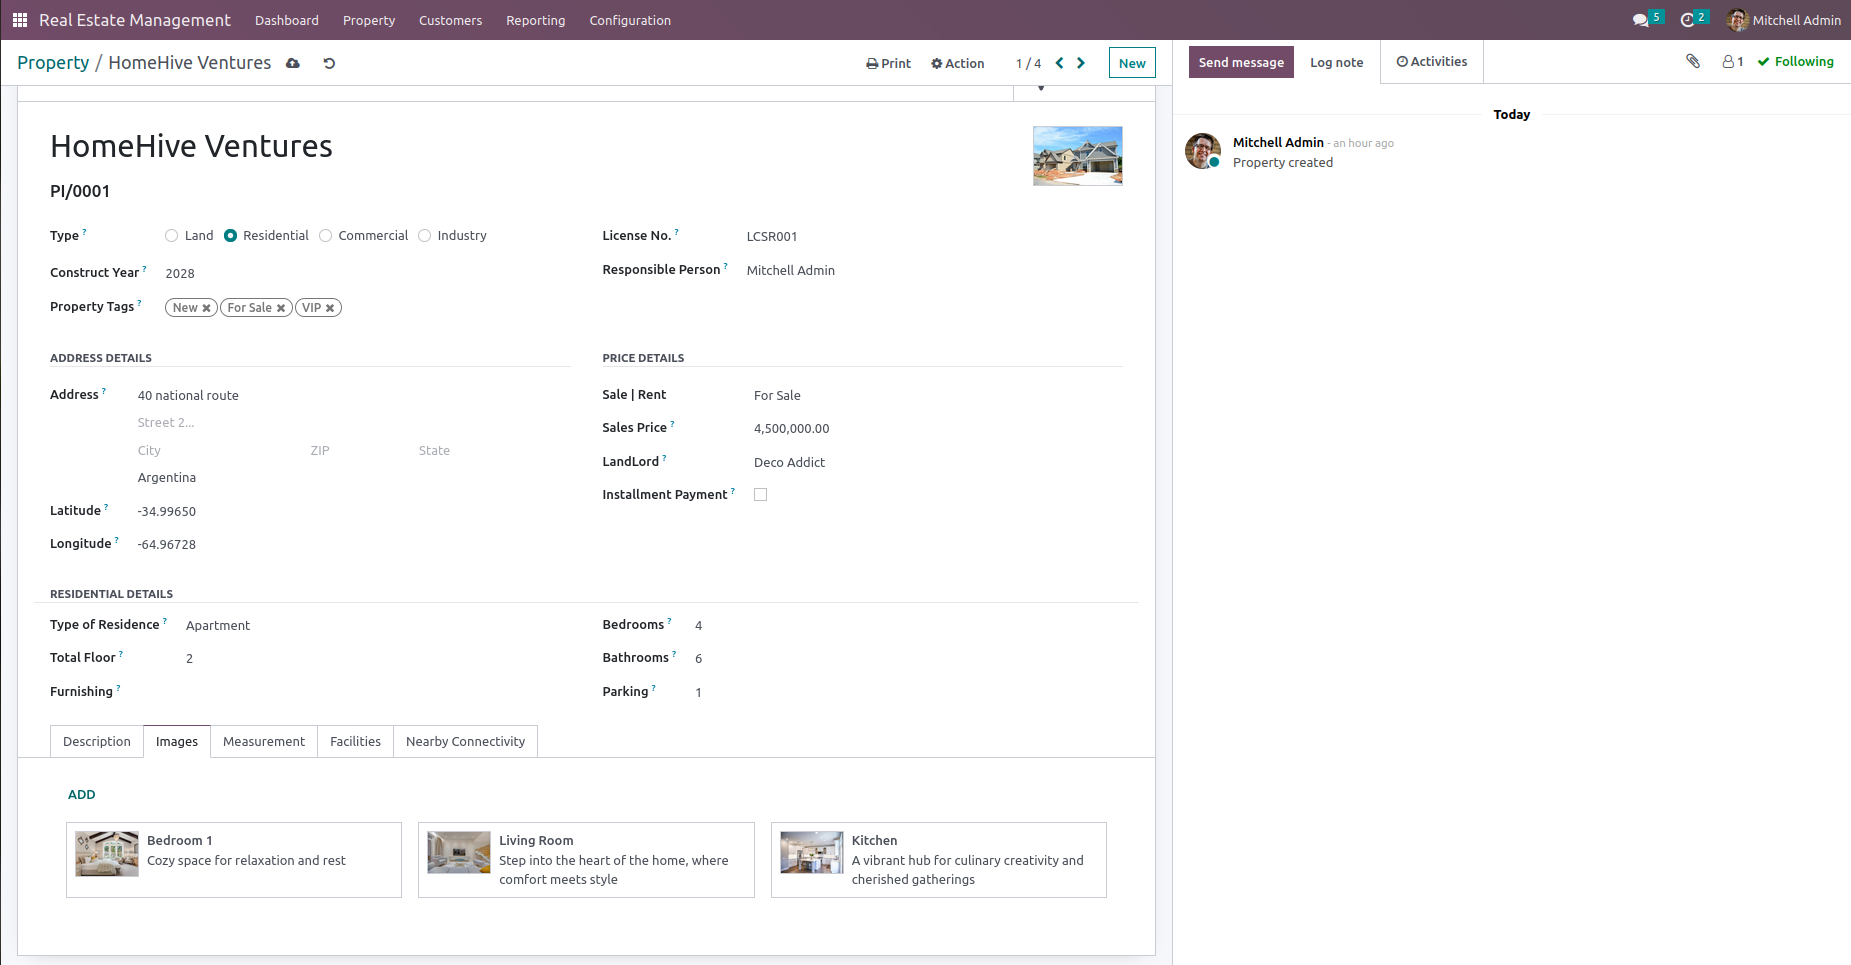 Real Estate Management Dashboard Property Customers Reporting Configuration 5 2 Mitchell Admin
Property / HomeHive Ventures Print Action 1 / 4 New
Send message Log note Activities 1 Following
HomeHive Ventures
PI/0001
Type ? Land Residential Commercial Industry
Construct Year ? 2028
Property Tags ? New For Sale VIP
License No. ? LCSR001
Responsible Person ? Mitchell Admin
ADDRESS DETAILS
Address ? 40 national route
Street 2...
City ZIP State
Argentina
Latitude ? -34.99650
Longitude ? -64.96728
PRICE DETAILS
Sale | Rent For Sale
Sales Price ? 4,500,000.00
LandLord ? Deco Addict
Installment Payment ?
RESIDENTIAL DETAILS
Type of Residence ? Apartment
Total Floor ? 2
Furnishing ?
Bedrooms ? 4
Bathrooms ? 6
Parking ? 1
Description Images Measurement Facilities Nearby Connectivity
ADD
Bedroom 1
Cozy space for relaxation and rest
Living Room
Step into the heart of the home, where
comfort meets style
Kitchen
A vibrant hub for culinary creativity and
cherished gatherings
Today
Mitchell Admin - an hour ago
Property created